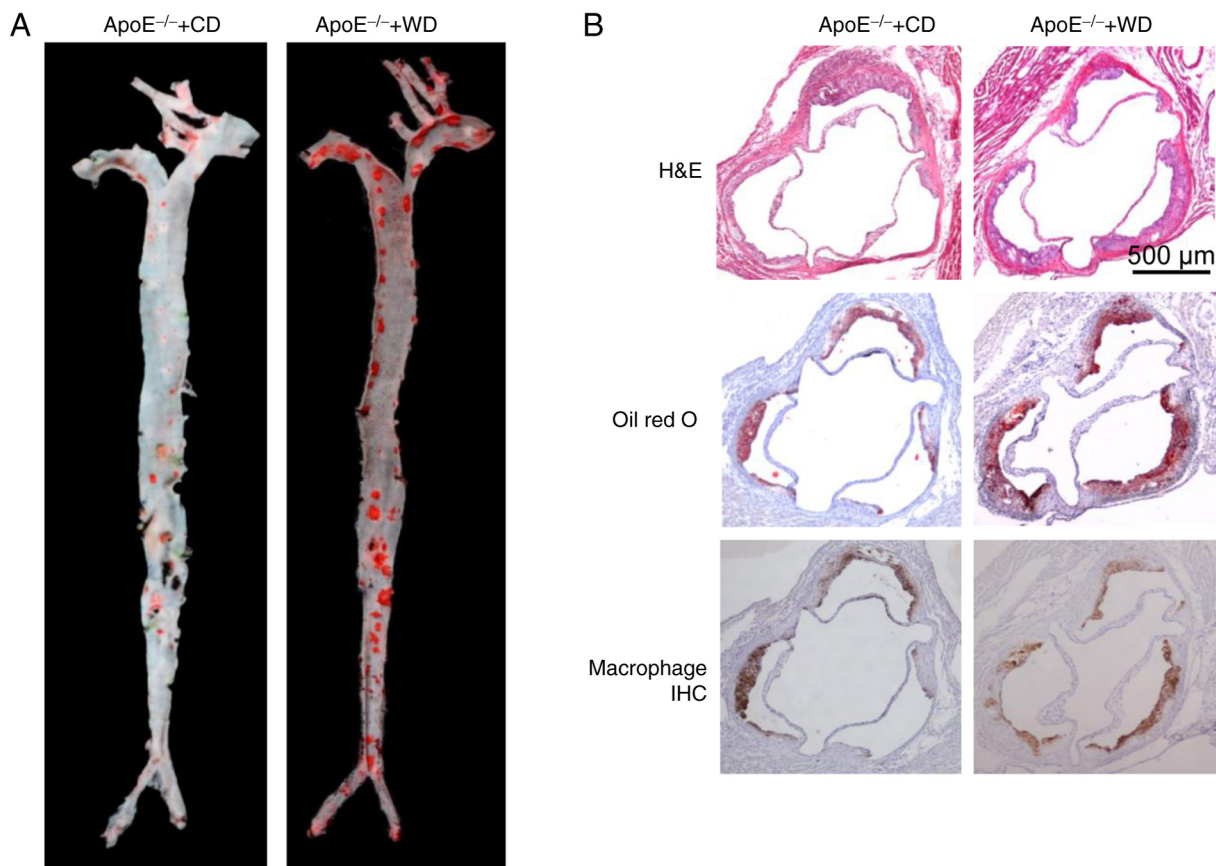 A
ApoE⁻/⁻+CD
ApoE⁻/⁻+WD
B
ApoE⁻/⁻+CD
ApoE⁻/⁻+WD
H&E
500 µm
Oil red O
Macrophage
IHC